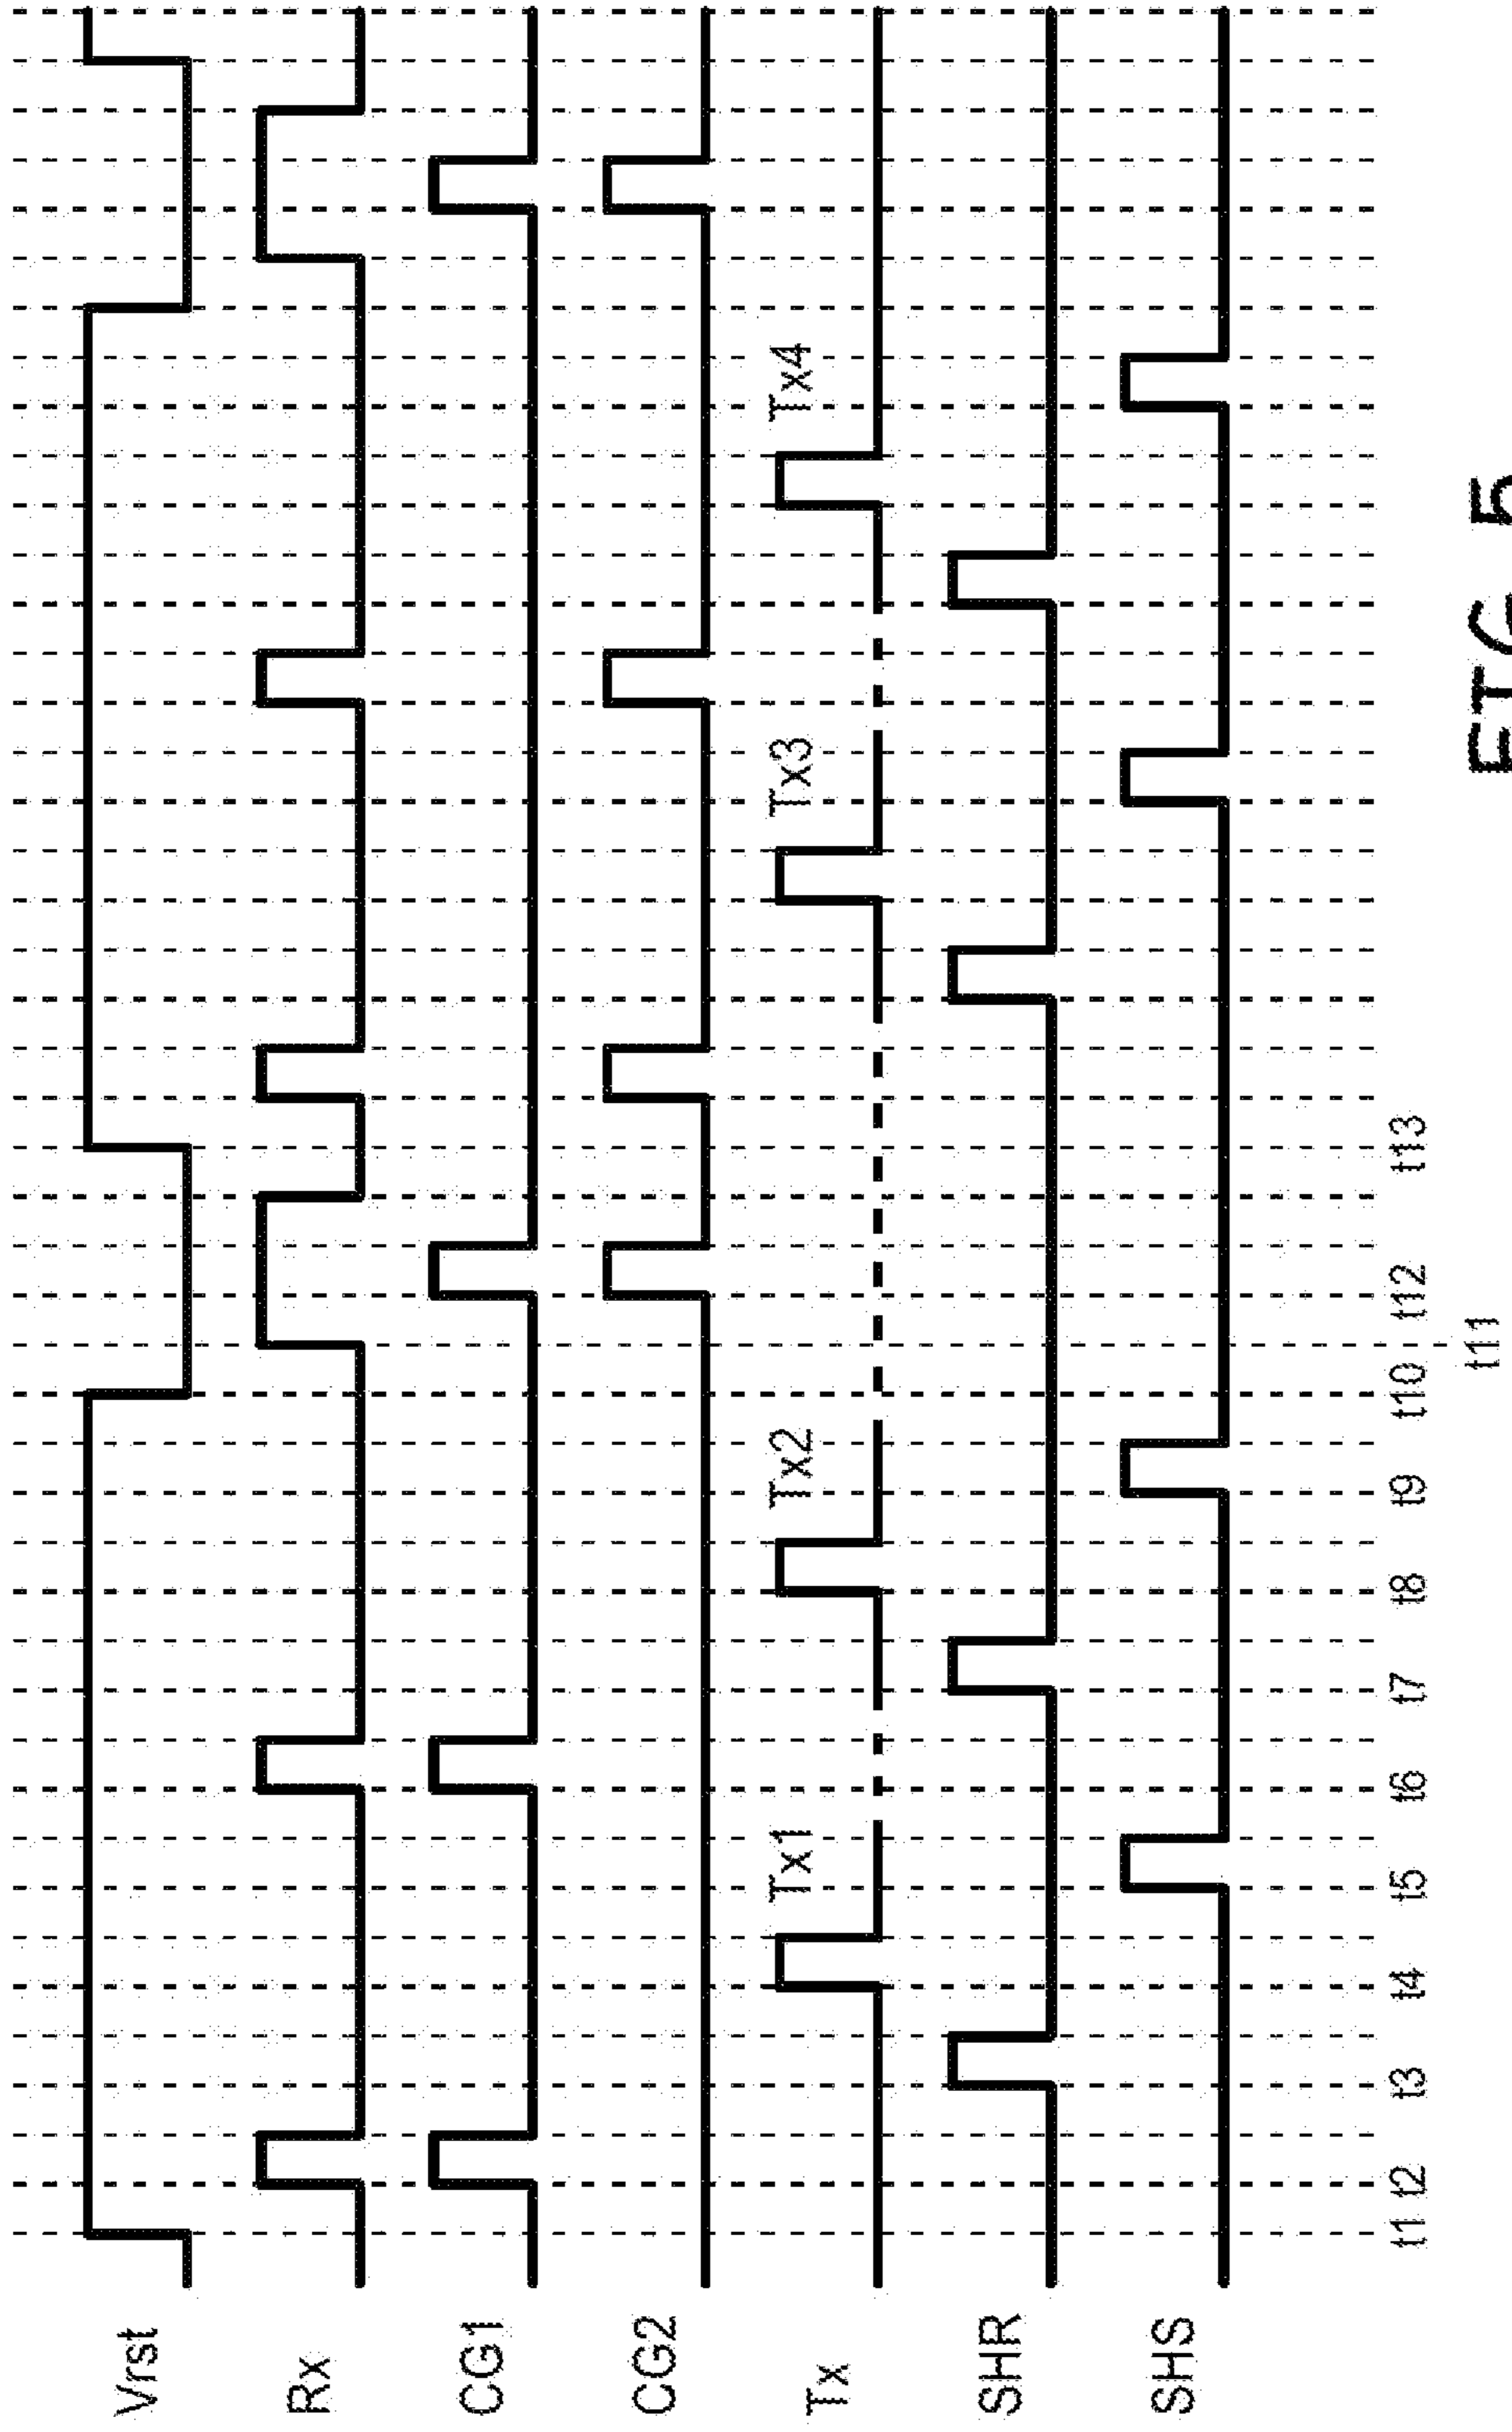 Vrst
Rx
CG1
CG2
Tx
Tx1
Tx2
Tx3
Tx4
SHR
SHS
t1 t2 t3 t4 t5 t6 t7 t8 t9 t10 t12 t13
t11
FIG 5